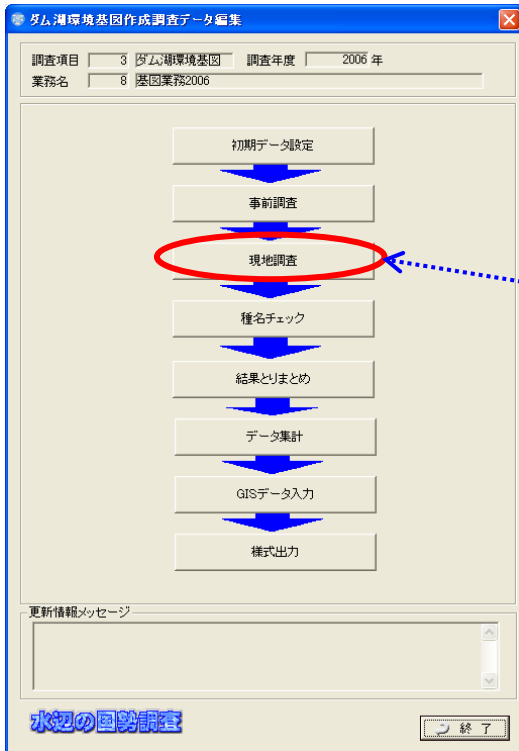 ダム湖環境基図作成調査データ編集
調査項目 3 ダム湖環境基図 調査年度 2006 年
業務名 8 基図業務2006
初期データ設定
事前調査
現地調査
種名チェック
結果とりまとめ
データ集計
GISデータ入力
様式出力
更新情報メッセージ
水辺の国勢調査
終了